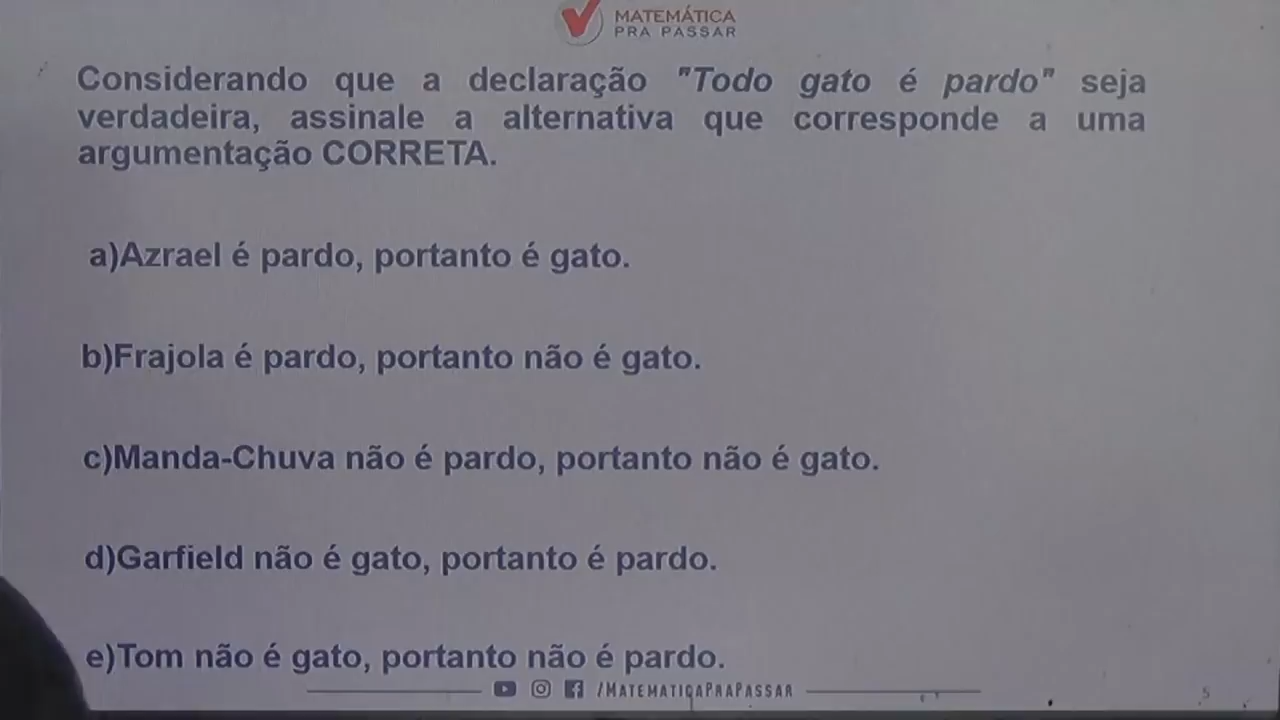 MATEMÁTICA
PRA PASSAR
Considerando que a declaração "Todo gato é pardo" seja
verdadeira, assinale a alternativa que corresponde a uma
argumentação CORRETA.
a)Azrael é pardo, portanto é gato.
b)Frajola é pardo, portanto não é gato.
c)Manda-Chuva não é pardo, portanto não é gato.
d)Garfield não é gato, portanto é pardo.
e)Tom não é gato, portanto não é pardo.
/MATEMATICAPRAPASSAR
5